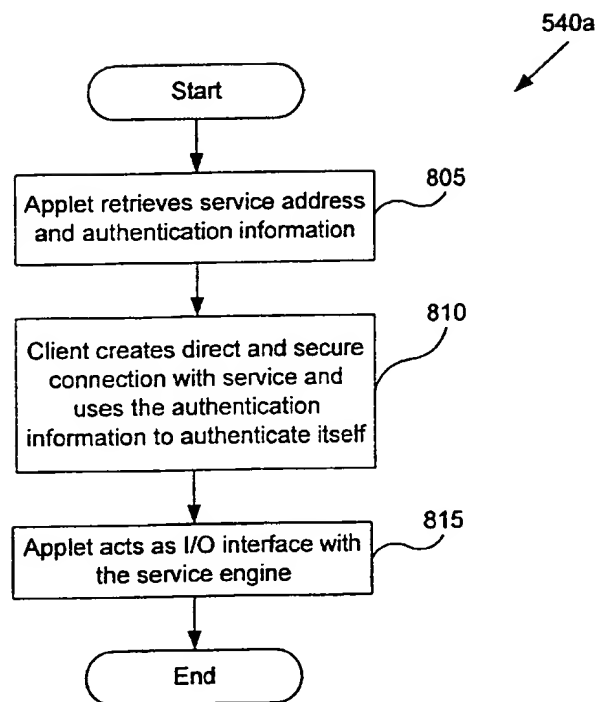 540a
Start
805
Applet retrieves service address
and authentication information
810
Client creates direct and secure
connection with service and
uses the authentication
information to authenticate itself
815
Applet acts as I/O interface with
the service engine
End